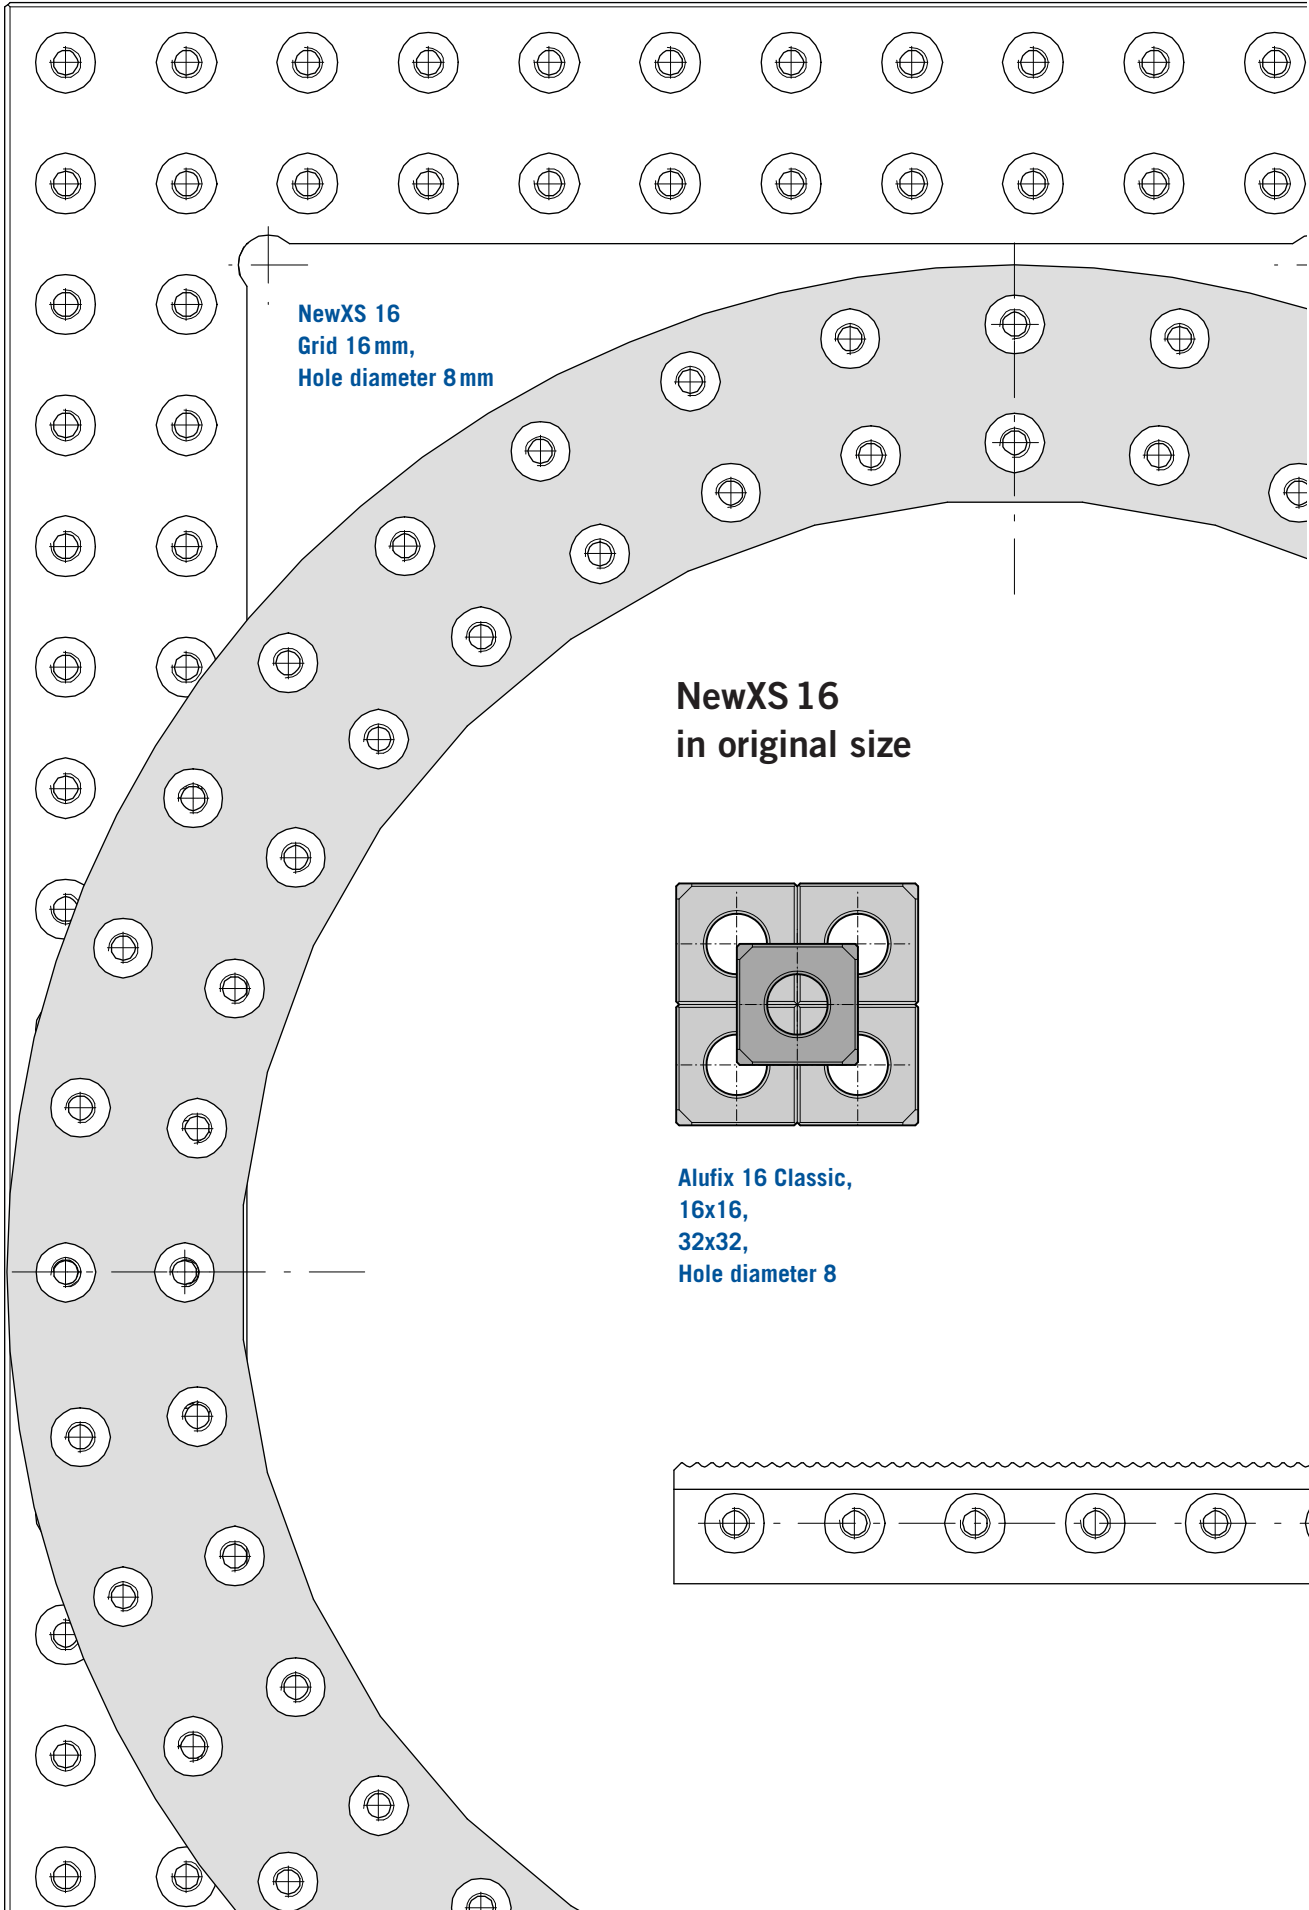 NewXS 16
Grid 16 mm,
Hole diameter 8 mm
NewXS 16
in original size
Alufix 16 Classic,
16x16,
32x32,
Hole diameter 8